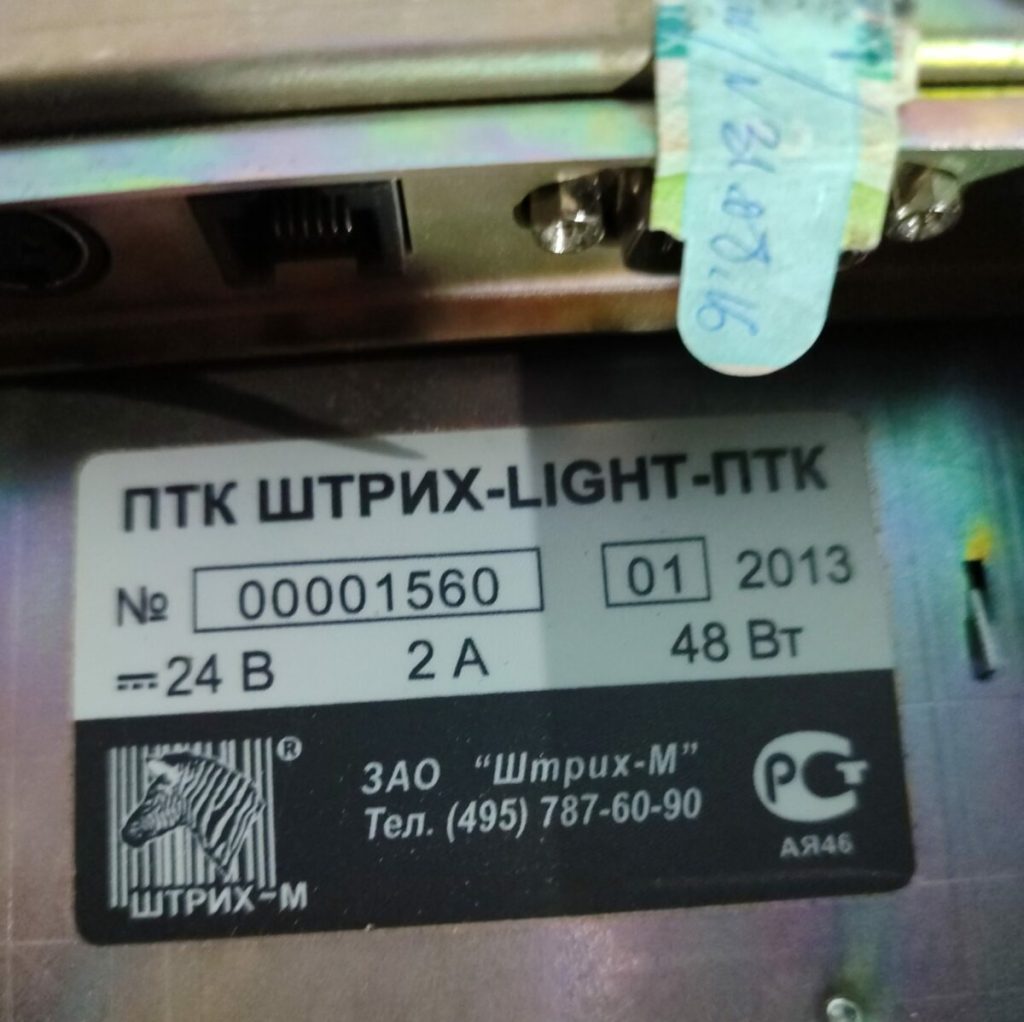 ПТК ШТРИХ-LIGHT-ПТК
№ 00001560 01 2013
24 В 2 А 48 Вт
®
ЗАО "Штрих-М"
Тел. (495) 787-60-90
РСТ
АЯ46
ШТРИХ-М